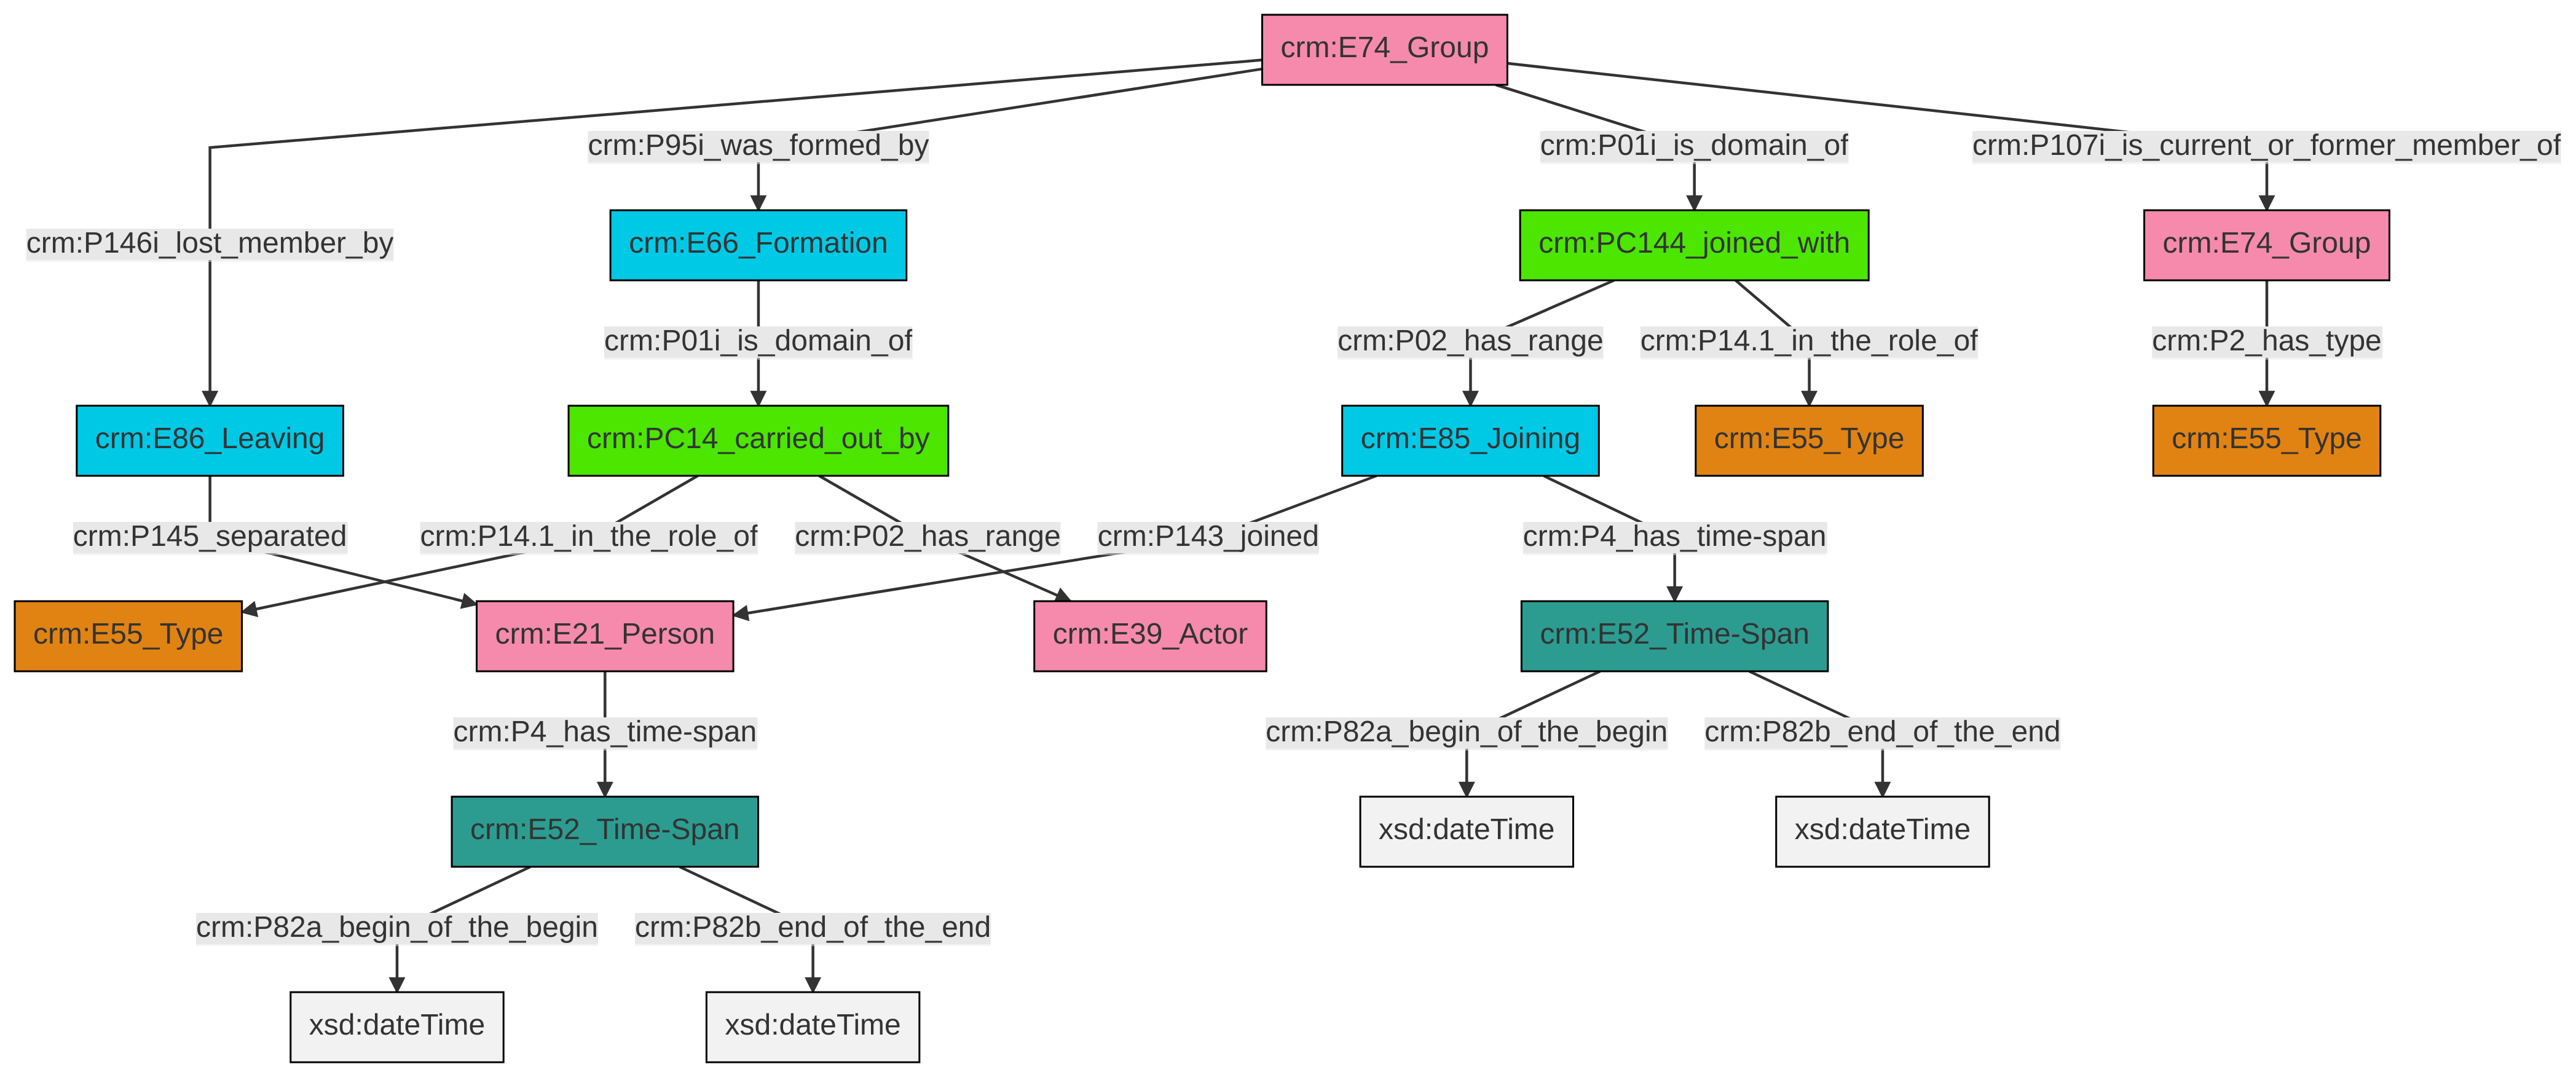 crm:E74_Group
crm:P95i_was_formed_by
crm:P01i_is_domain_of
crm:P107i_is_current_or_former_member_of
crm:P146i_lost_member_by
crm:E66_Formation
crm:PC144_joined_with
crm:E74_Group
crm:P01i_is_domain_of
crm:P02_has_range
crm:P14.1_in_the_role_of
crm:P2_has_type
crm:E86_Leaving
crm:PC14_carried_out_by
crm:E85_Joining
crm:E55_Type
crm:E55_Type
crm:P145_separated
crm:P14.1_in_the_role_of
crm:P02_has_range
crm:P143_joined
crm:P4_has_time-span
crm:E55_Type
crm:E21_Person
crm:E39_Actor
crm:E52_Time-Span
crm:P4_has_time-span
crm:P82a_begin_of_the_begin
crm:P82b_end_of_the_end
crm:E52_Time-Span
xsd:dateTime
xsd:dateTime
crm:P82a_begin_of_the_begin
crm:P82b_end_of_the_end
xsd:dateTime
xsd:dateTime